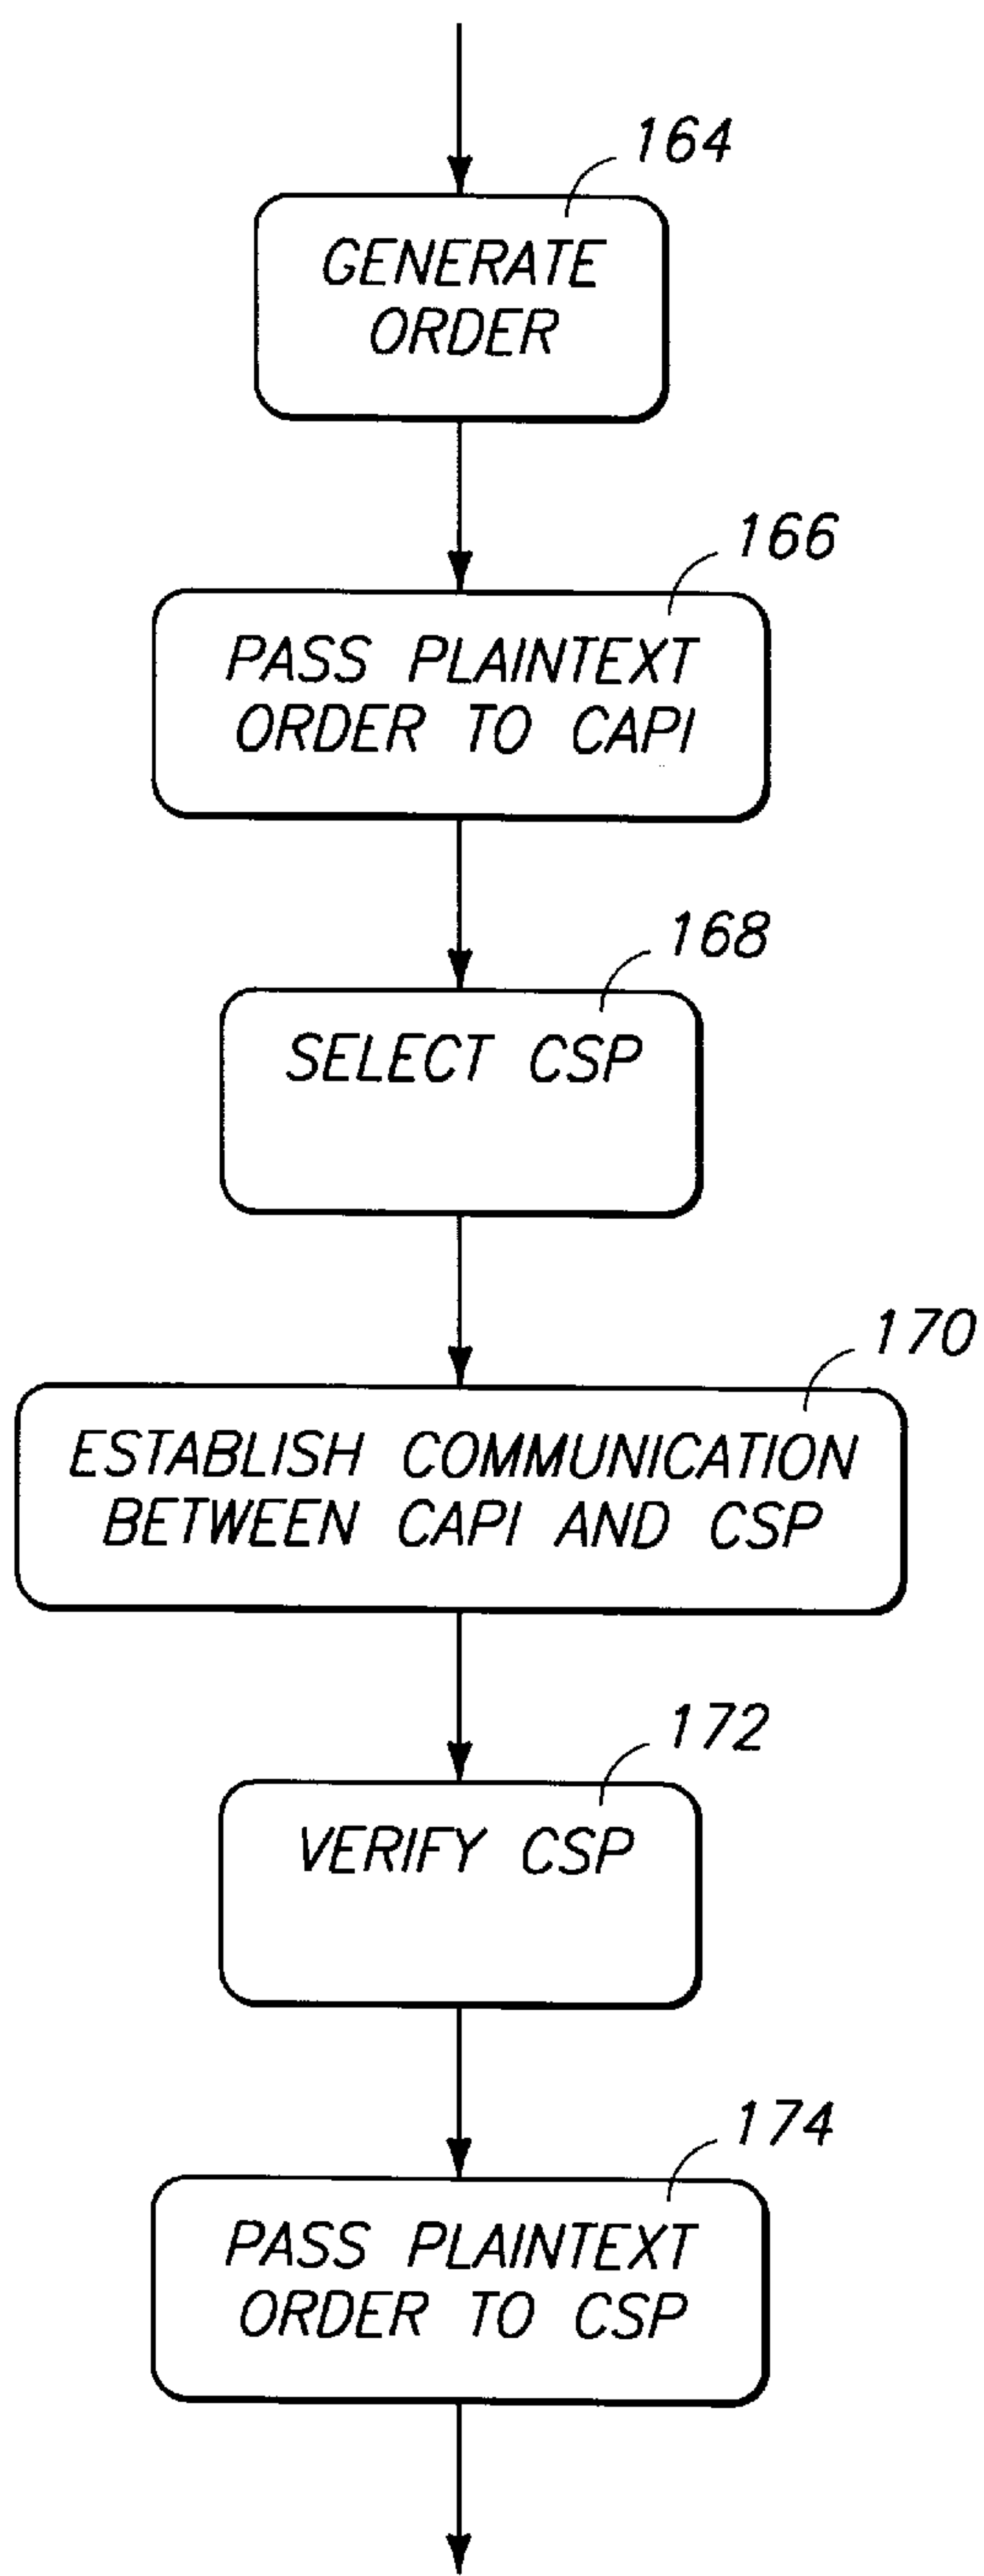 164
GENERATE
ORDER
166
PASS PLAINTEXT
ORDER TO CAPI
168
SELECT CSP
170
ESTABLISH COMMUNICATION
BETWEEN CAPI AND CSP
172
VERIFY CSP
174
PASS PLAINTEXT
ORDER TO CSP